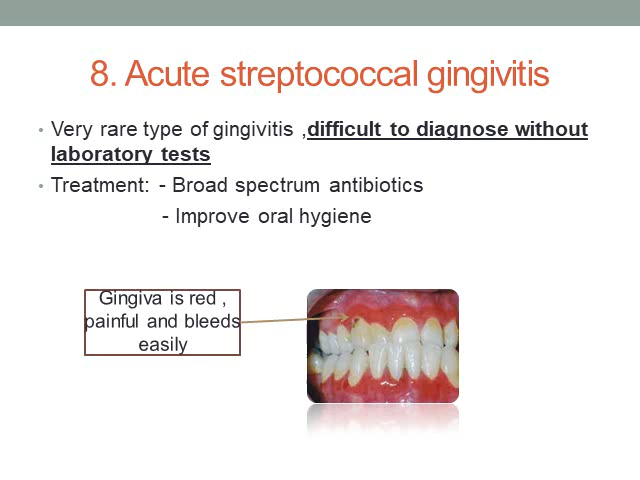 8. Acute streptococcal gingivitis
• Very rare type of gingivitis ,difficult to diagnose without
laboratory tests
• Treatment: - Broad spectrum antibiotics
- Improve oral hygiene
Gingiva is red ,
painful and bleeds
easily